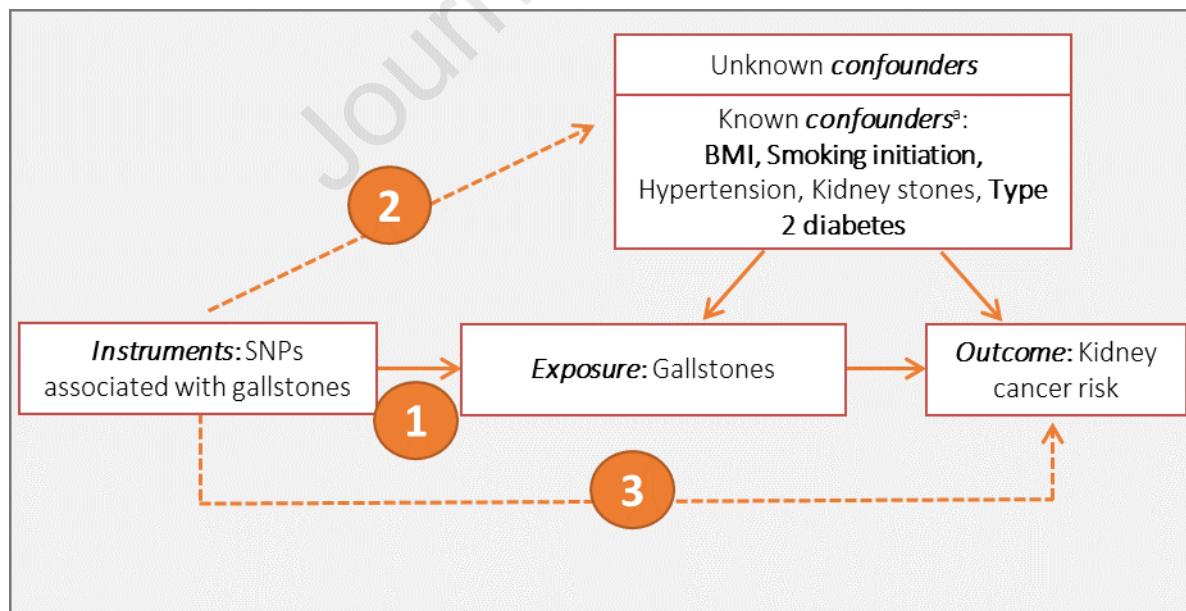 Journ
Unknown confounders
Known confoundersᵃ:
BMI, Smoking initiation,
Hypertension, Kidney stones, Type
2 diabetes
2
Instruments: SNPs
associated with gallstones
Exposure: Gallstones
Outcome: Kidney
cancer risk
1
3